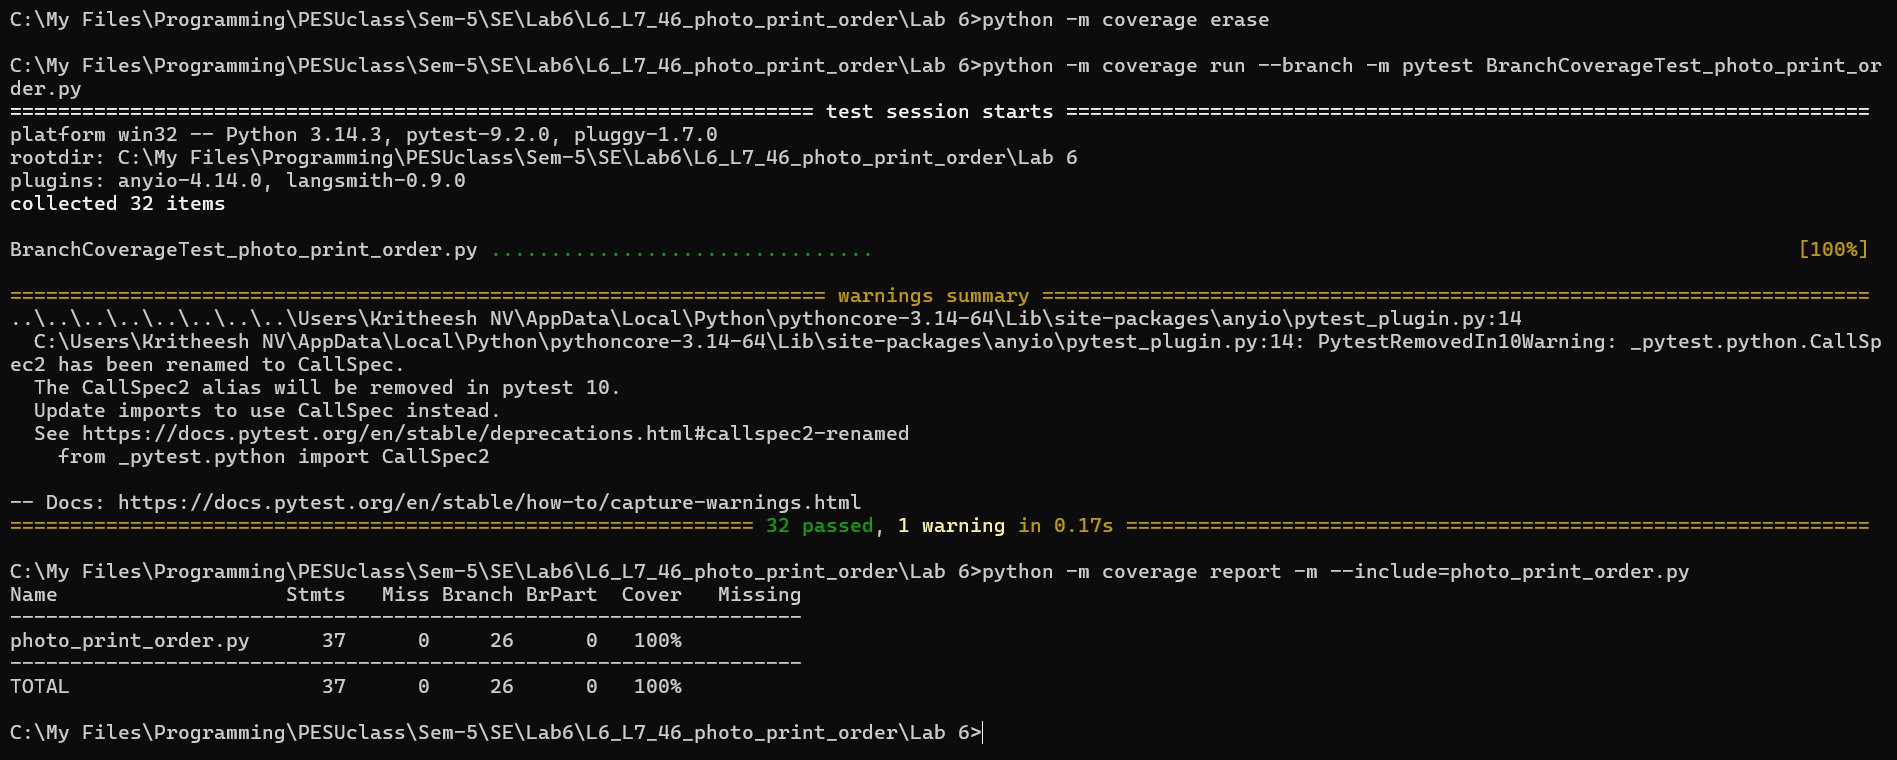 C:\My Files\Programming\PESUclass\Sem-5\SE\Lab6\L6_L7_46_photo_print_order\Lab 6>python -m coverage erase
C:\My Files\Programming\PESUclass\Sem-5\SE\Lab6\L6_L7_46_photo_print_order\Lab 6>python -m coverage run --branch -m pytest BranchCoverageTest_photo_print_or
der.py
=================================================================== test session starts ===================================================================
platform win32 -- Python 3.14.3, pytest-9.2.0, pluggy-1.7.0
rootdir: C:\My Files\Programming\PESUclass\Sem-5\SE\Lab6\L6_L7_46_photo_print_order\Lab 6
plugins: anyio-4.14.0, langsmith-0.9.0
collected 32 items
BranchCoverageTest_photo_print_order.py ................................ [100%]
==================================================================== warnings summary =====================================================================
..\..\..\..\..\..\..\..\Users\Kritheesh NV\AppData\Local\Python\pythoncore-3.14-64\Lib\site-packages\anyio\pytest_plugin.py:14
C:\Users\Kritheesh NV\AppData\Local\Python\pythoncore-3.14-64\Lib\site-packages\anyio\pytest_plugin.py:14: PytestRemovedIn10Warning: _pytest.python.CallSp
ec2 has been renamed to CallSpec.
The CallSpec2 alias will be removed in pytest 10.
Update imports to use CallSpec instead.
See https://docs.pytest.org/en/stable/deprecations.html#callspec2-renamed
from _pytest.python import CallSpec2
-- Docs: https://docs.pytest.org/en/stable/how-to/capture-warnings.html
============================================================== 32 passed, 1 warning in 0.17s ==============================================================
C:\My Files\Programming\PESUclass\Sem-5\SE\Lab6\L6_L7_46_photo_print_order\Lab 6>python -m coverage report -m --include=photo_print_order.py
Name                   Stmts   Miss Branch BrPart  Cover   Missing
------------------------------------------------------------------
photo_print_order.py      37      0     26      0   100%
------------------------------------------------------------------
TOTAL                     37      0     26      0   100%
C:\My Files\Programming\PESUclass\Sem-5\SE\Lab6\L6_L7_46_photo_print_order\Lab 6>